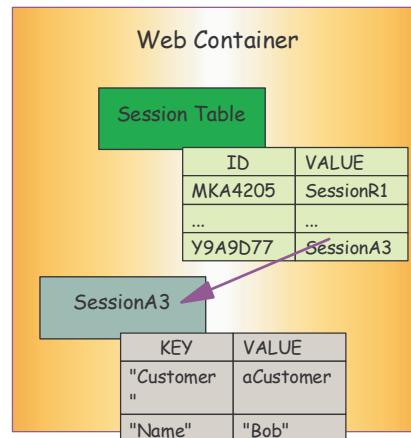 Web Container
Session Table
ID VALUE
MKA4205 SessionR1
... ...
Y9A9D77 SessionA3
SessionA3
KEY VALUE
"Customer aCustomer
"
"Name" "Bob"